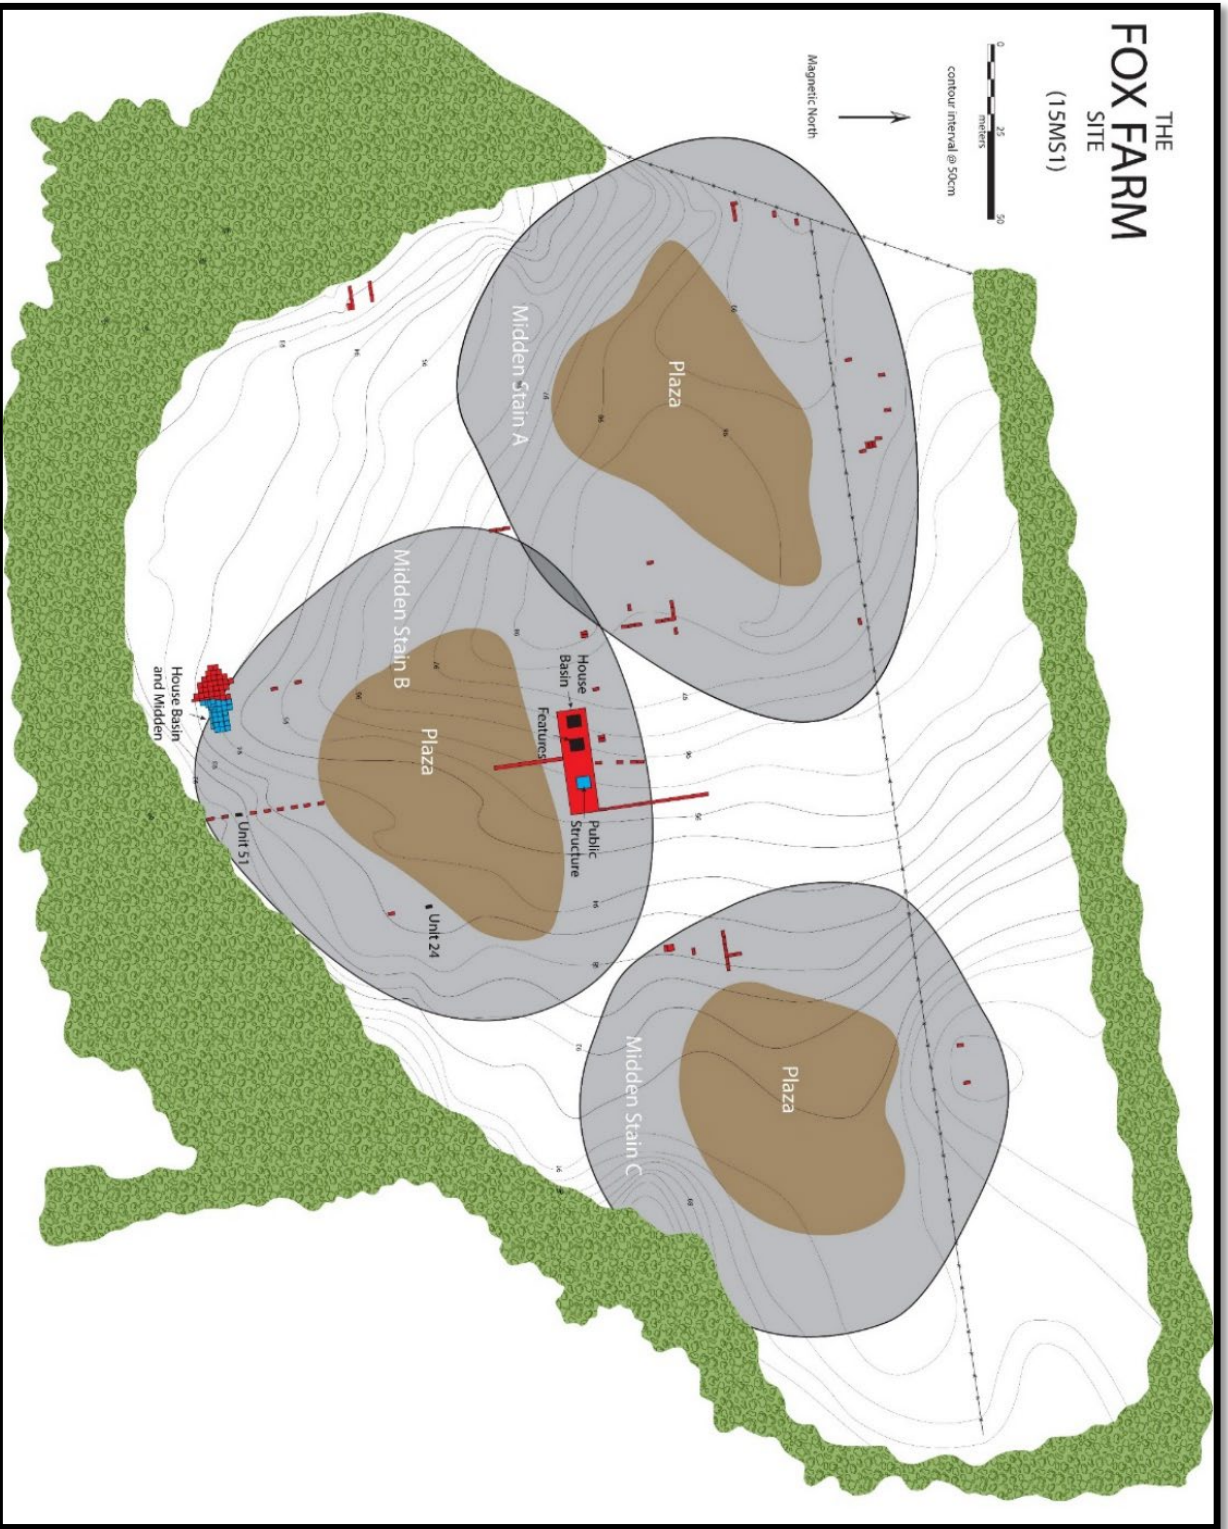 THE
FOX FARM
SITE
(15MS1)
0
25
50
meters
contour interval @ 50cm
Magnetic North
Plaza
Midden Stain A
Midden Stain B
Plaza
House
Basin
Features
Public
Structure
House Basin
and Midden
Unit 51
Unit 24
Plaza
Midden Stain C